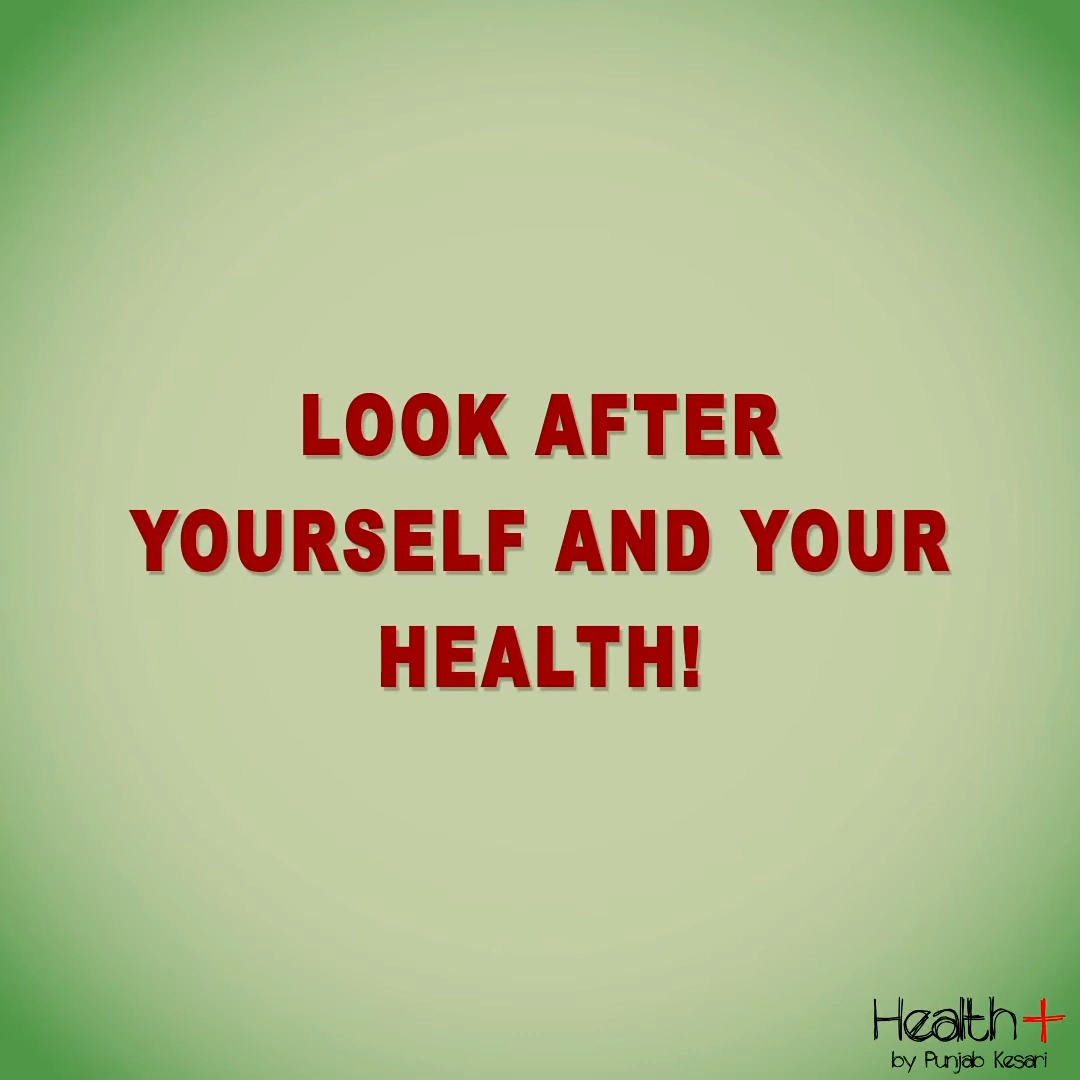 LOOK AFTER
YOURSELF AND YOUR
HEALTH!
Health+
by Punjab Kesari